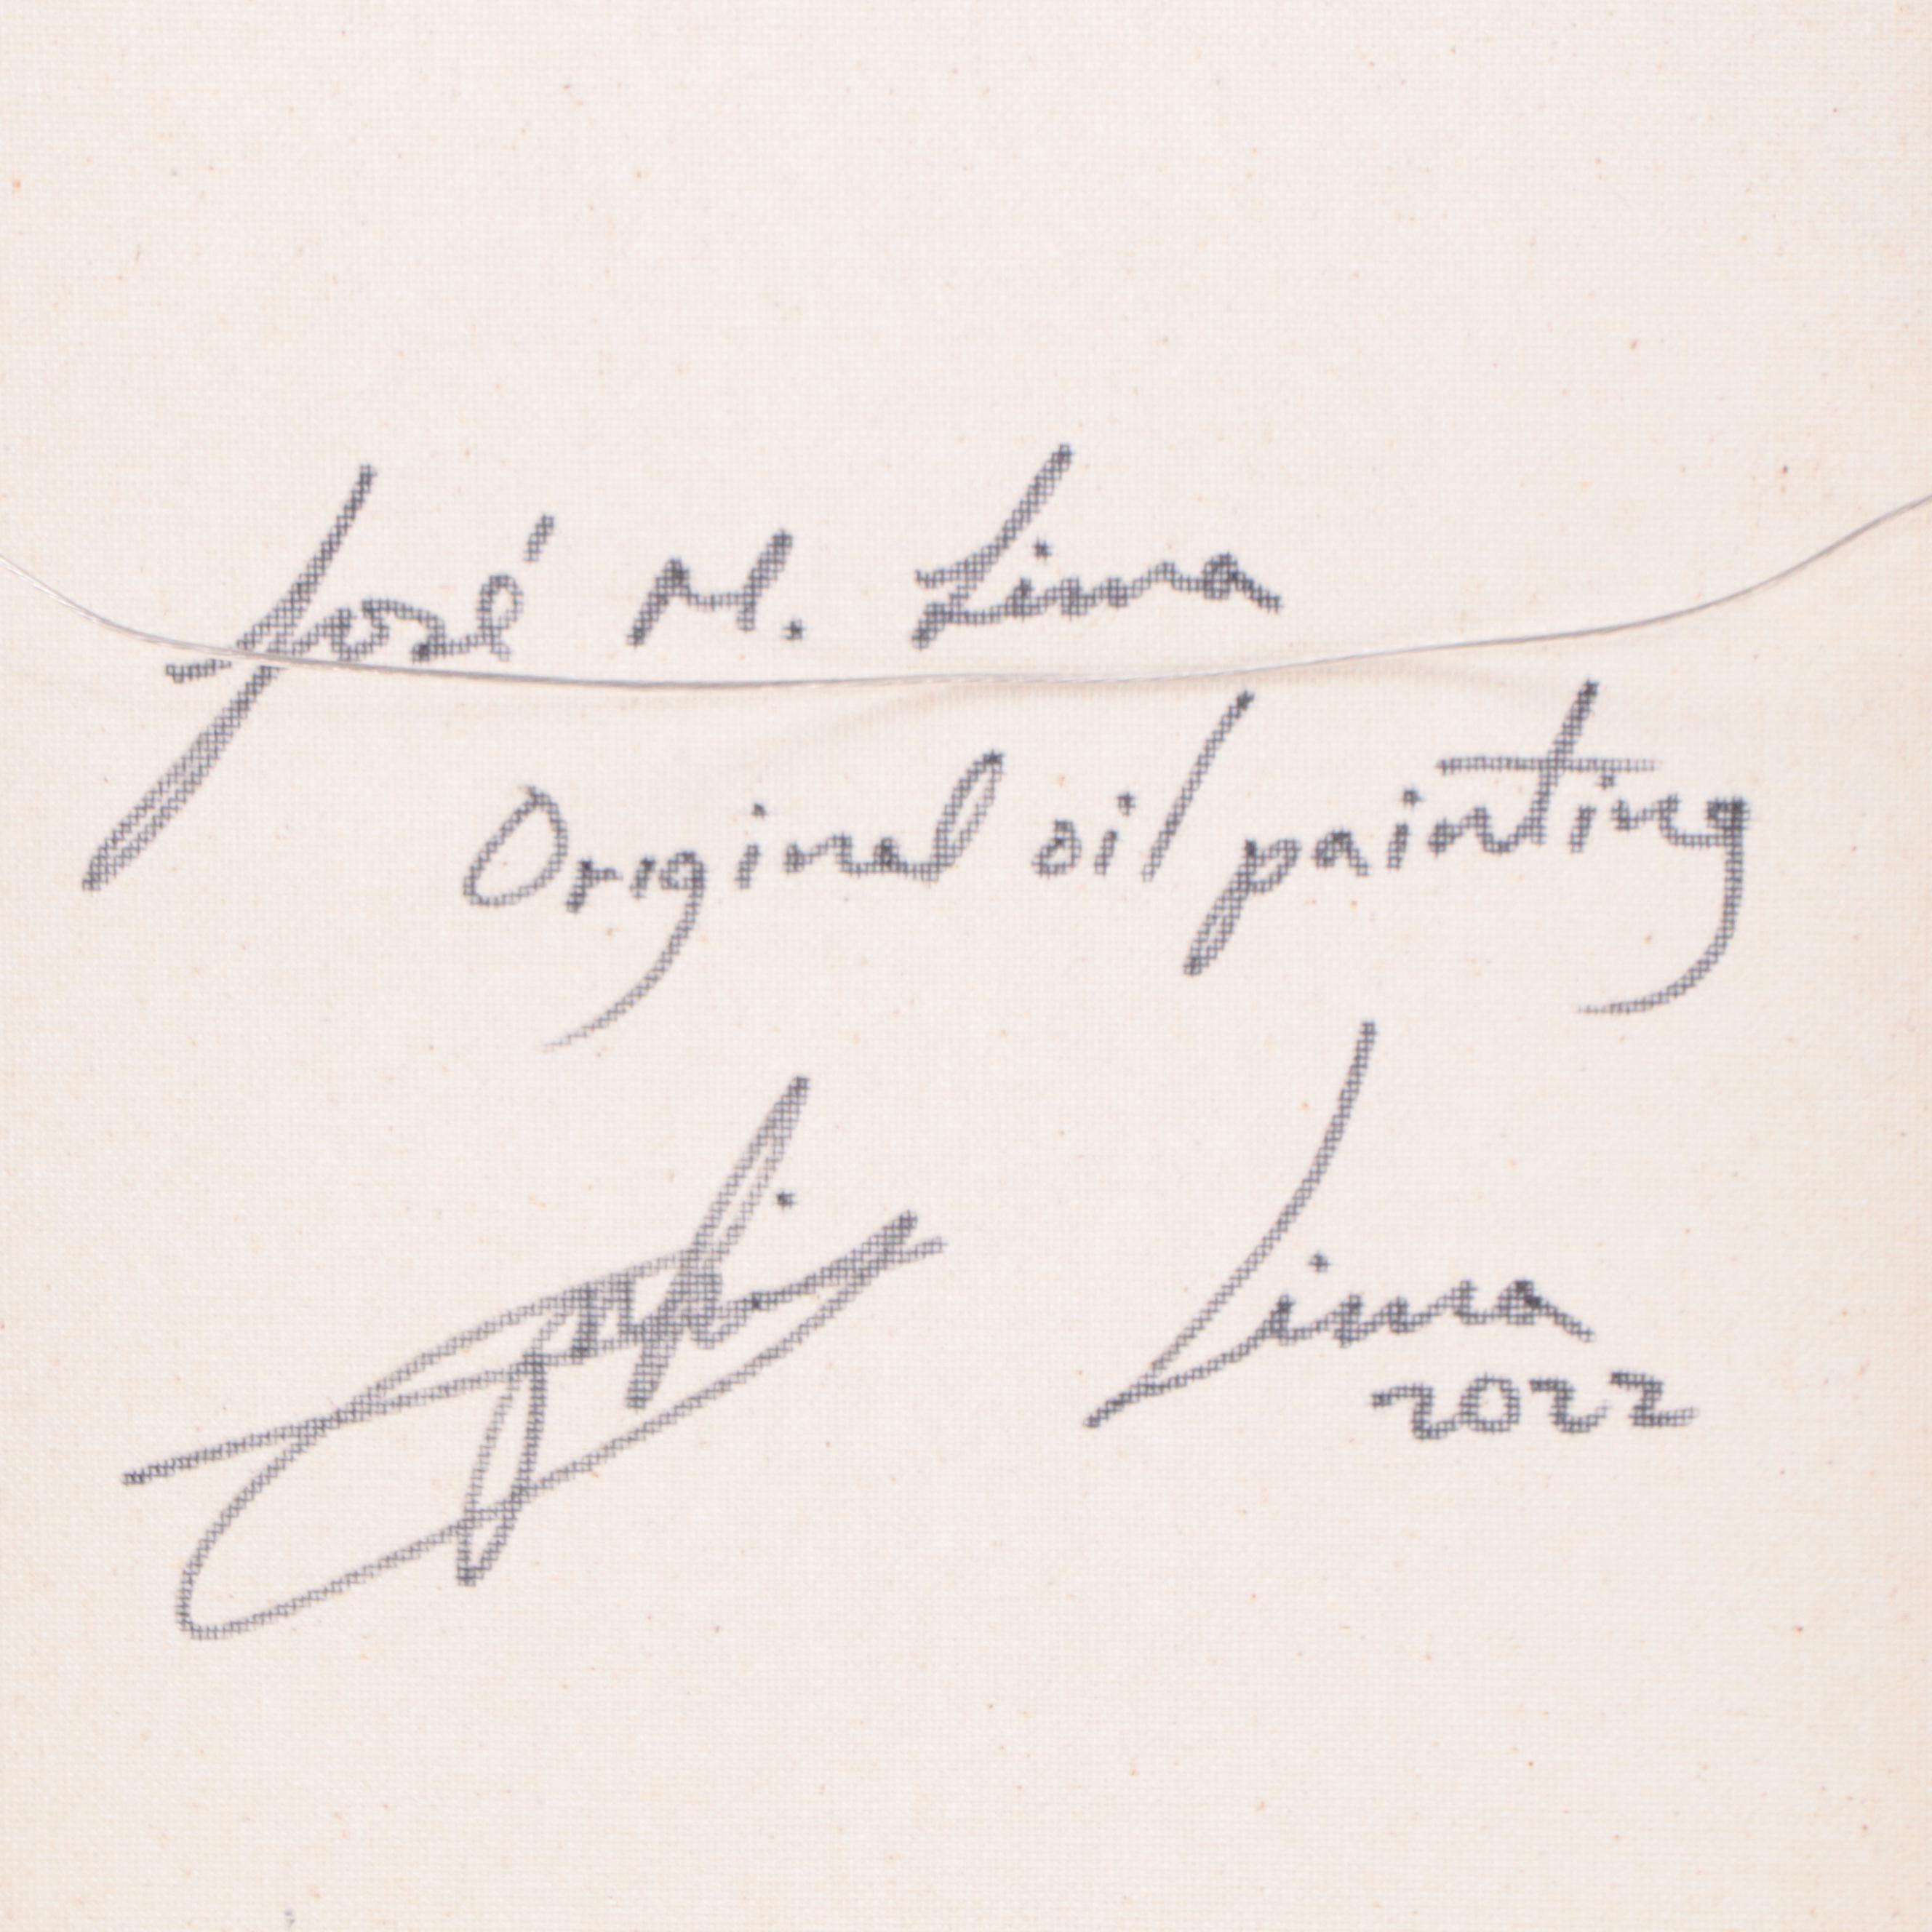 José M. Lima
Original oil painting
Lima
2022